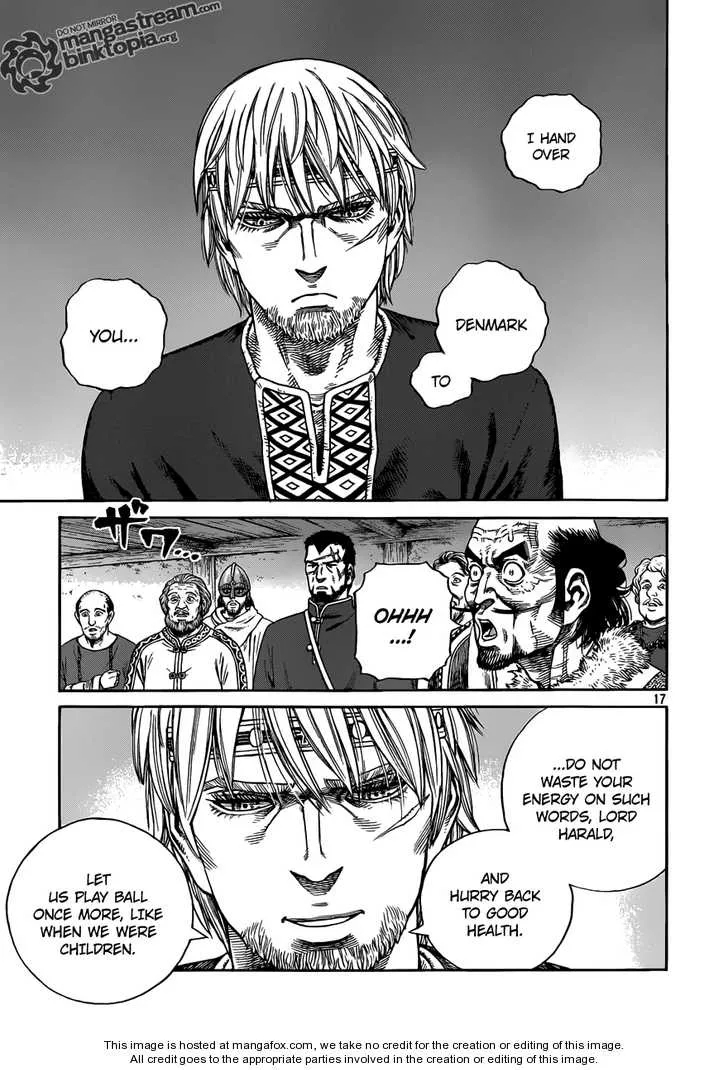 DO NOT MIRROR
mangastream.com
binktopia.org
I HAND
OVER
DENMARK
TO
YOU...
ザワ...
OHHH
...!
17
...DO NOT
WASTE YOUR
ENERGY ON SUCH
WORDS, LORD
HARALD,
AND
HURRY BACK
TO GOOD
HEALTH.
LET
US PLAY BALL
ONCE MORE, LIKE
WHEN WE WERE
CHILDREN.
This image is hosted at mangafox.com, we take no credit for the creation or editing of this image.
All credit goes to the appropriate parties involved in the creation or editing of this image.